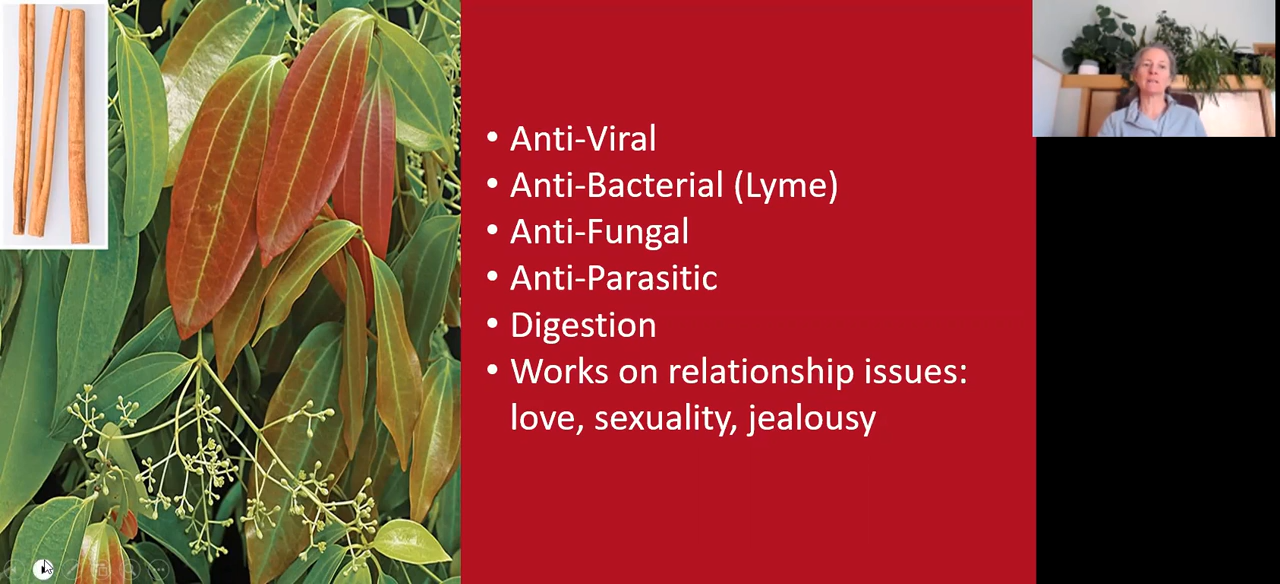 • Anti-Viral
• Anti-Bacterial (Lyme)
• Anti-Fungal
• Anti-Parasitic
• Digestion
• Works on relationship issues:
love, sexuality, jealousy